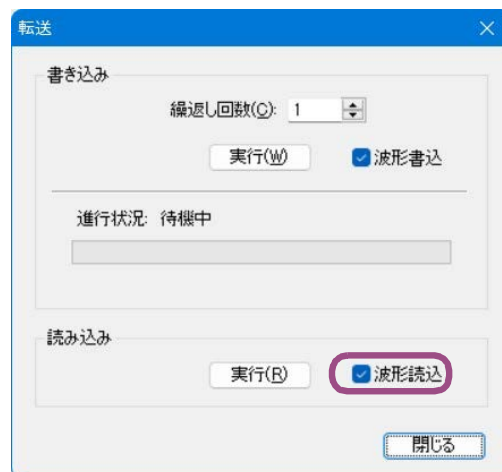 転送
書き込み
繰返し回数(C): 1
実行(W) 波形書込
進行状況: 待機中
読み込み
実行(R) 波形読込
閉じる